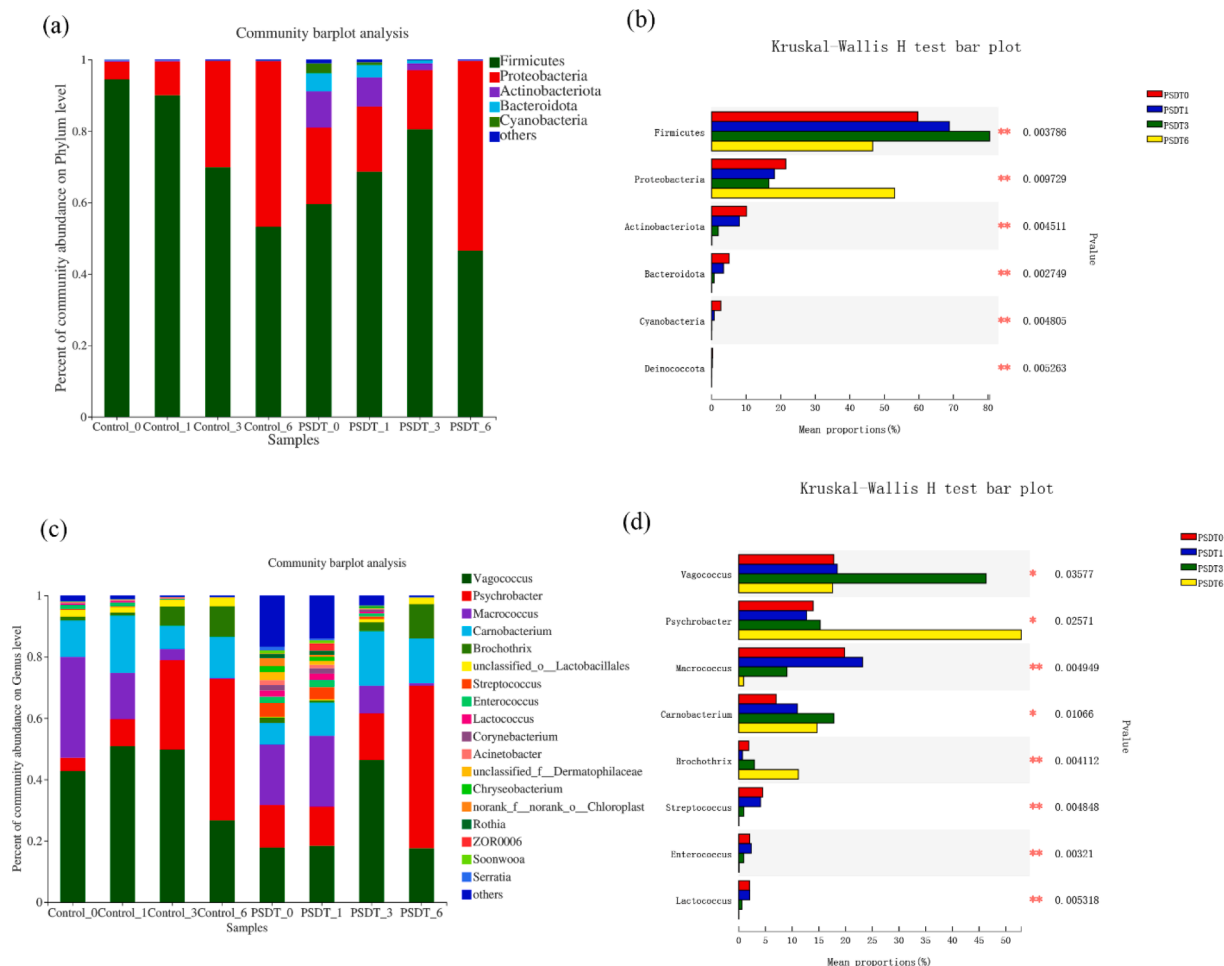 (a)
Community barplot analysis
Percent of community abundance on Phylum level
1
0.8
0.6
0.4
0.2
0
Control_0 Control_1 Control_3 Control_6 PSDT_0 PSDT_1 PSDT_3 PSDT_6
Samples
Firmicutes
Proteobacteria
Actinobacteriota
Bacteroidota
Cyanobacteria
others
(b)
Kruskal-Wallis H test bar plot
PSDT0
PSDT1
PSDT3
PSDT6
Firmicutes ** 0.003786
Proteobacteria ** 0.009729
Actinobacteriota ** 0.004511
Bacteroidota ** 0.002749
Cyanobacteria ** 0.004805
Deinococcota ** 0.005263
Pvalue
0 10 20 30 40 50 60 70 80
Mean proportions(%)
(c)
Community barplot analysis
Percent of community abundance on Genus level
1
0.8
0.6
0.4
0.2
0
Control_0 Control_1 Control_3 Control_6 PSDT_0 PSDT_1 PSDT_3 PSDT_6
Samples
Vagococcus
Psychrobacter
Macrococcus
Carnobacterium
Brochothrix
unclassified_o__Lactobacillales
Streptococcus
Enterococcus
Lactococcus
Corynebacterium
Acinetobacter
unclassified_f__Dermatophilaceae
Chryseobacterium
norank_f__norank_o__Chloroplast
Rothia
ZOR0006
Soonwooa
Serratia
others
(d)
Kruskal-Wallis H test bar plot
PSDT0
PSDT1
PSDT3
PSDT6
Vagococcus * 0.03577
Psychrobacter * 0.02571
Macrococcus ** 0.004949
Carnobacterium * 0.01066
Brochothrix ** 0.004112
Streptococcus ** 0.004848
Enterococcus ** 0.00321
Lactococcus ** 0.005318
Pvalue
0 5 10 15 20 25 30 35 40 45 50
Mean proportions(%)